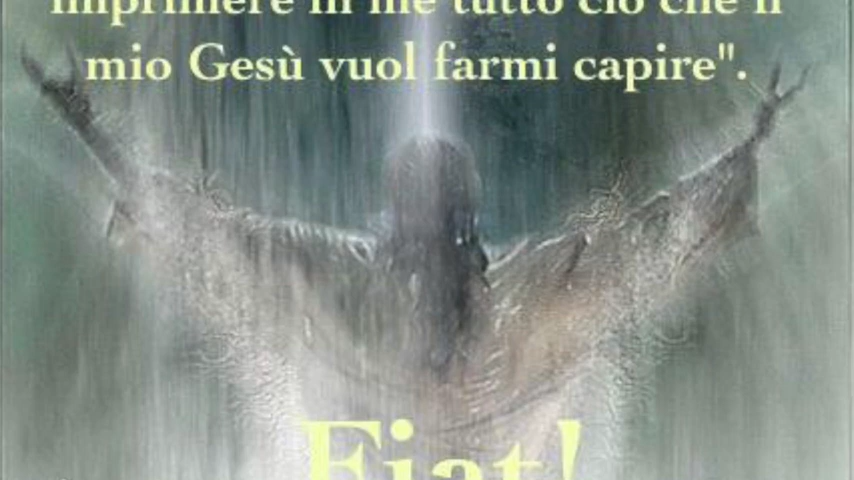 imprimere in me tutto ciò che il
mio Gesù vuol farmi capire".
Fiat!